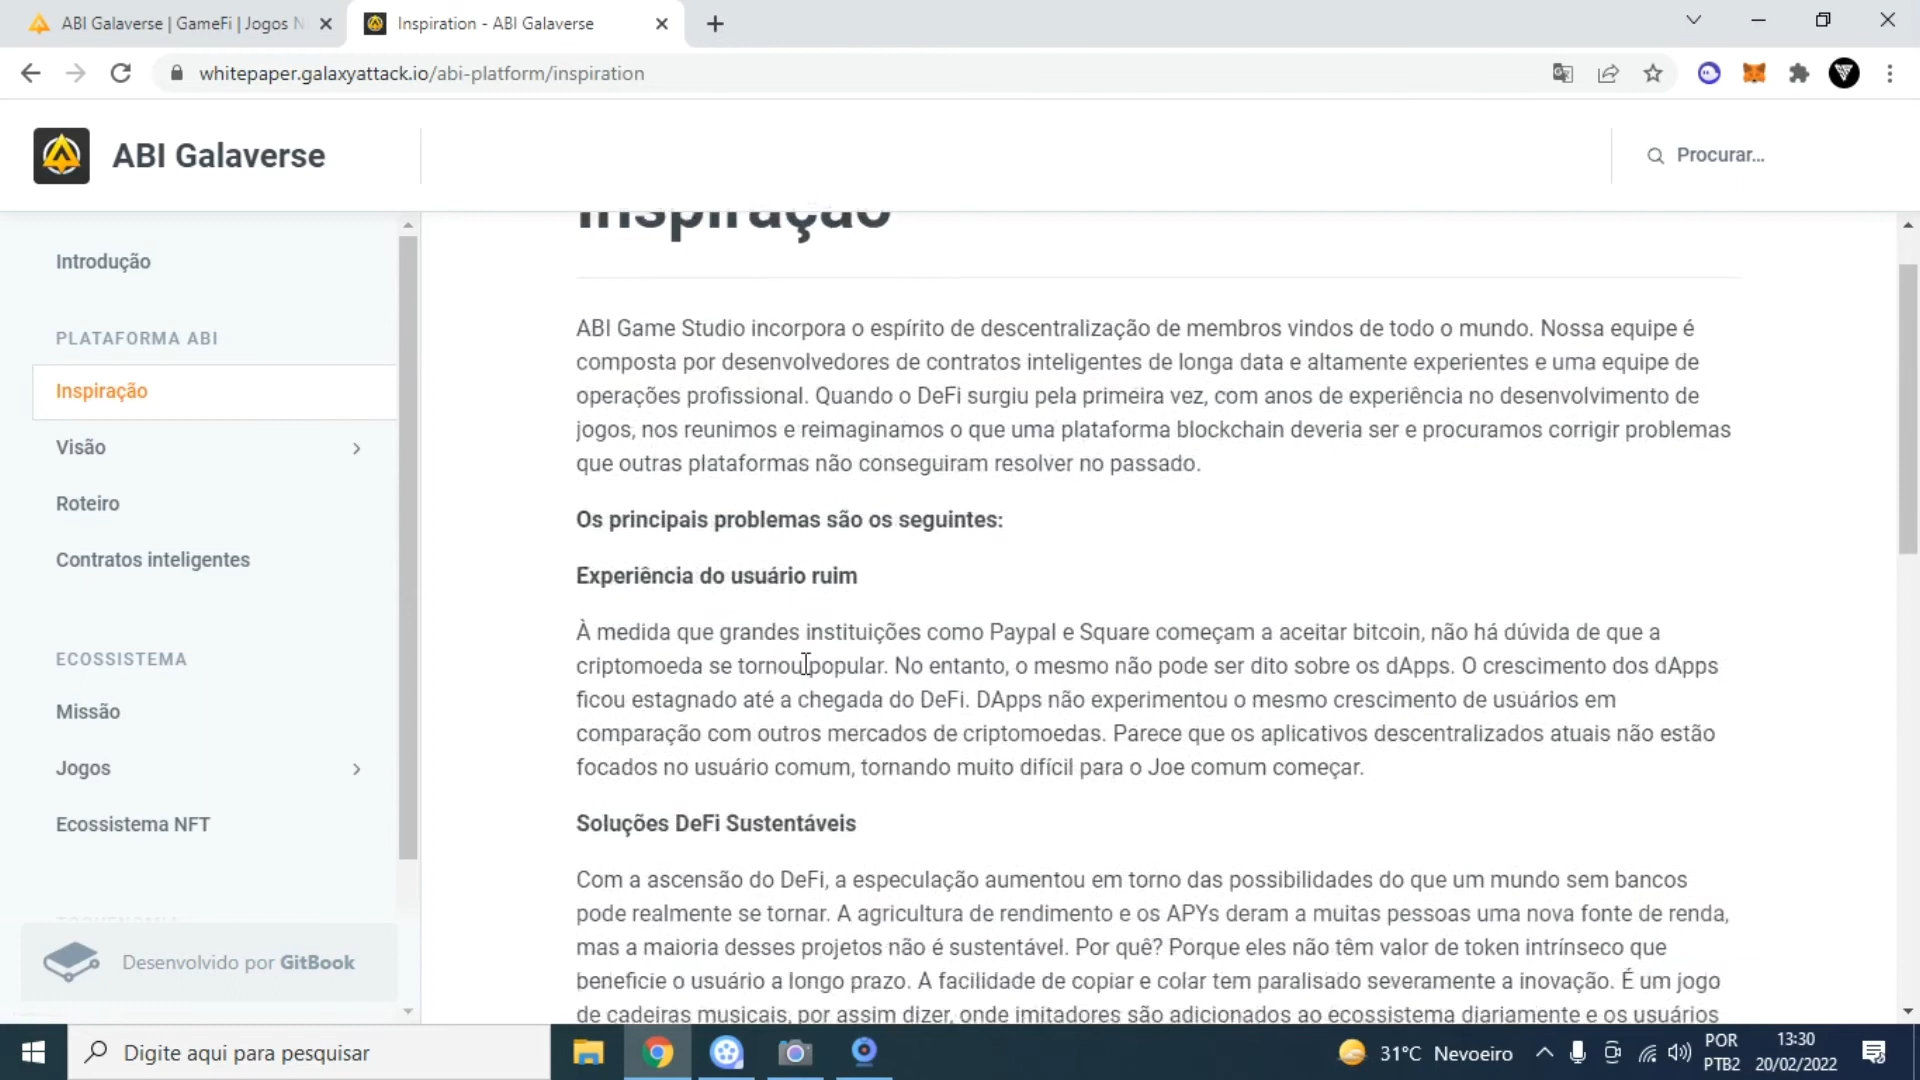 ABI Galaverse | GameFi | Jogos N
Inspiration - ABI Galaverse
whitepaper.galaxyattack.io/abi-platform/inspiration
ABI Galaverse
Procurar...
Introdução
PLATAFORMA ABI
Inspiração
Visão
Roteiro
Contratos inteligentes
ECOSSISTEMA
Missão
Jogos
Ecossistema NFT
Desenvolvido por GitBook
Inspiração
ABI Game Studio incorpora o espírito de descentralização de membros vindos de todo o mundo. Nossa equipe é
composta por desenvolvedores de contratos inteligentes de longa data e altamente experientes e uma equipe de
operações profissional. Quando o DeFi surgiu pela primeira vez, com anos de experiência no desenvolvimento de
jogos, nos reunimos e reimaginamos o que uma plataforma blockchain deveria ser e procuramos corrigir problemas
que outras plataformas não conseguiram resolver no passado.
Os principais problemas são os seguintes:
Experiência do usuário ruim
À medida que grandes instituições como Paypal e Square começam a aceitar bitcoin, não há dúvida de que a
criptomoeda se tornou popular. No entanto, o mesmo não pode ser dito sobre os dApps. O crescimento dos dApps
ficou estagnado até a chegada do DeFi. DApps não experimentou o mesmo crescimento de usuários em
comparação com outros mercados de criptomoedas. Parece que os aplicativos descentralizados atuais não estão
focados no usuário comum, tornando muito difícil para o Joe comum começar.
Soluções DeFi Sustentáveis
Com a ascensão do DeFi, a especulação aumentou em torno das possibilidades do que um mundo sem bancos
pode realmente se tornar. A agricultura de rendimento e os APYs deram a muitas pessoas uma nova fonte de renda,
mas a maioria desses projetos não é sustentável. Por quê? Porque eles não têm valor de token intrínseco que
beneficie o usuário a longo prazo. A facilidade de copiar e colar tem paralisado severamente a inovação. É um jogo
de cadeiras musicais, por assim dizer, onde imitadores são adicionados ao ecossistema diariamente e os usuários
Digite aqui para pesquisar
31°C Nevoeiro
POR
PTB2
13:30
20/02/2022